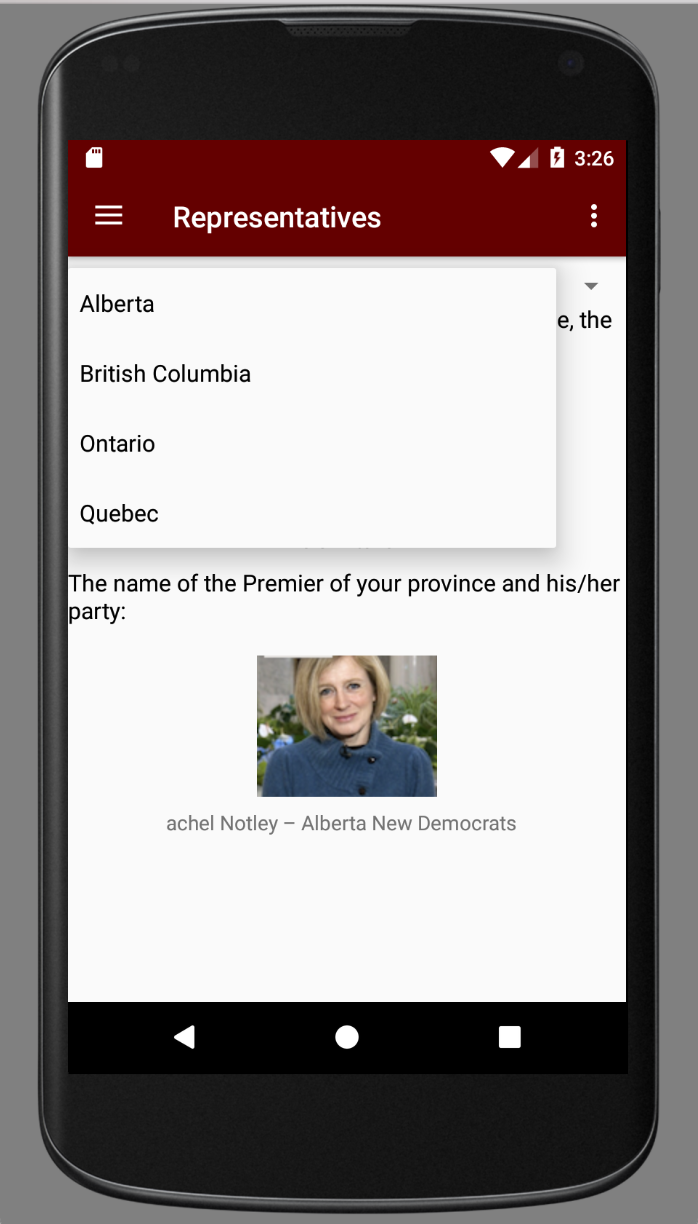 3:26
Representatives
Alberta
e, the
British Columbia
Ontario
Quebec
The name of the Premier of your province and his/her
party:
achel Notley – Alberta New Democrats